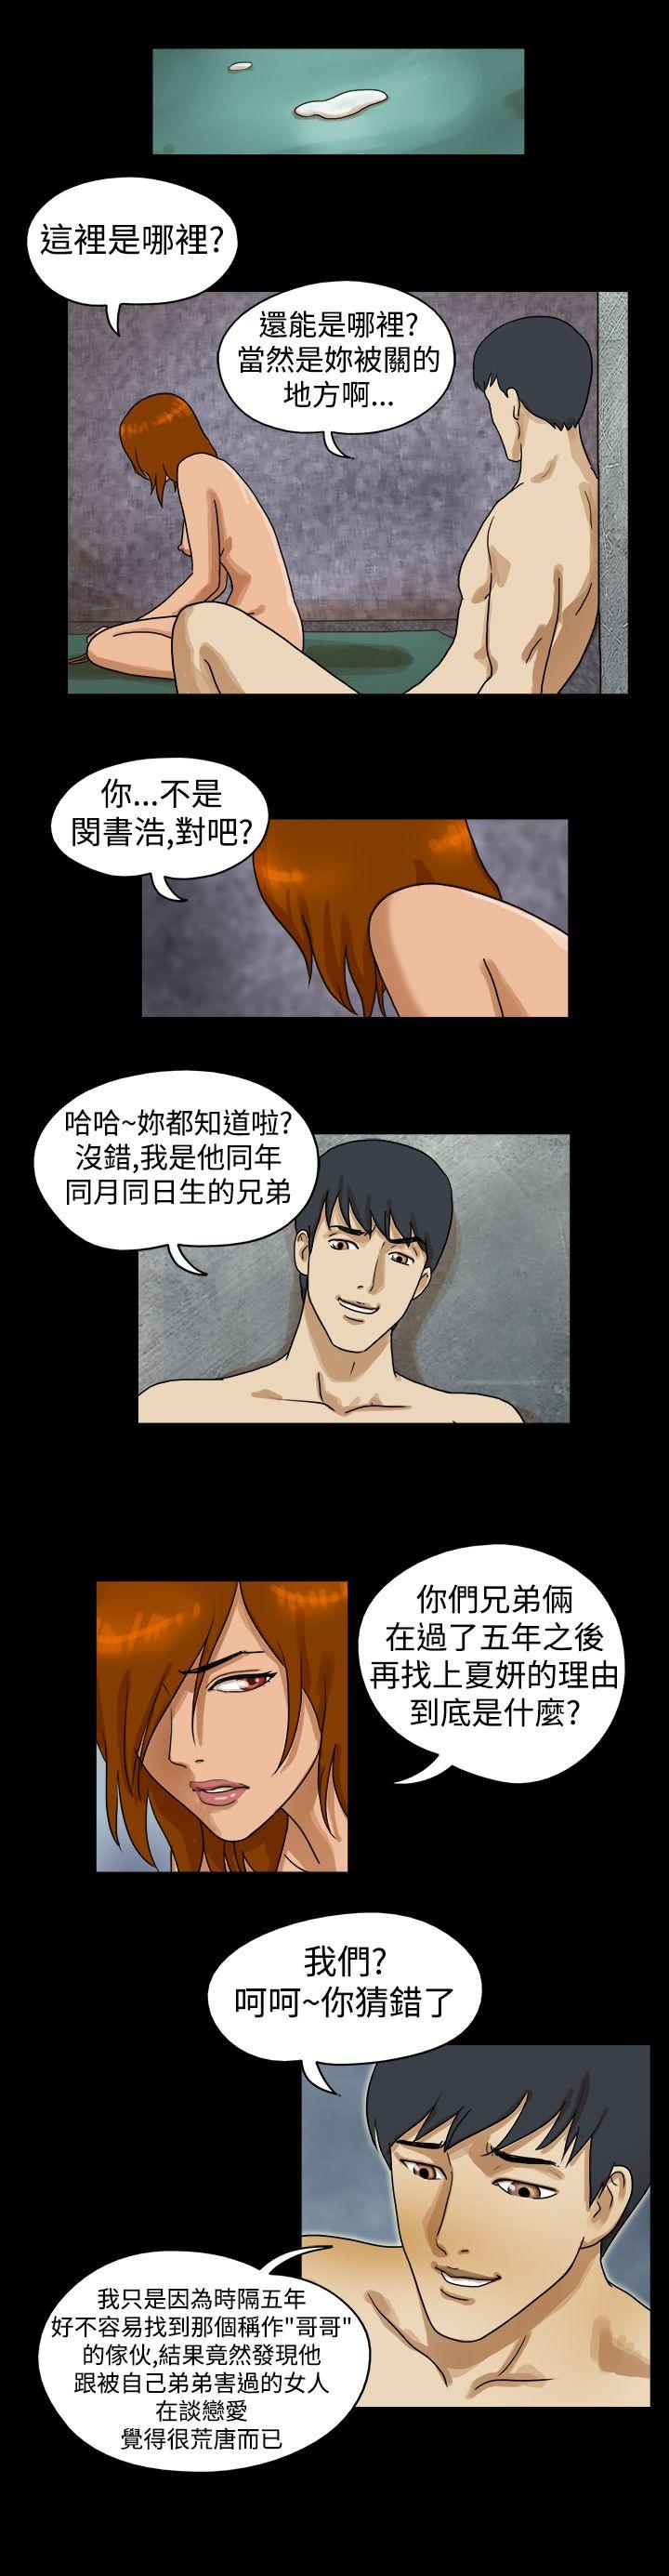 這裡是哪裡?
還能是哪裡?
當然是妳被關的
地方啊...
你...不是
閔書浩,對吧?
哈哈~妳都知道啦?
沒錯,我是他同年
同月同日生的兄弟
你們兄弟倆
在過了五年之後
再找上夏妍的理由
到底是什麼?
我們?
呵呵~你猜錯了
我只是因為時隔五年
好不容易找到那個稱作"哥哥"
的傢伙,結果竟然發現他
跟被自己弟弟害過的女人
在談戀愛
覺得很荒唐而已